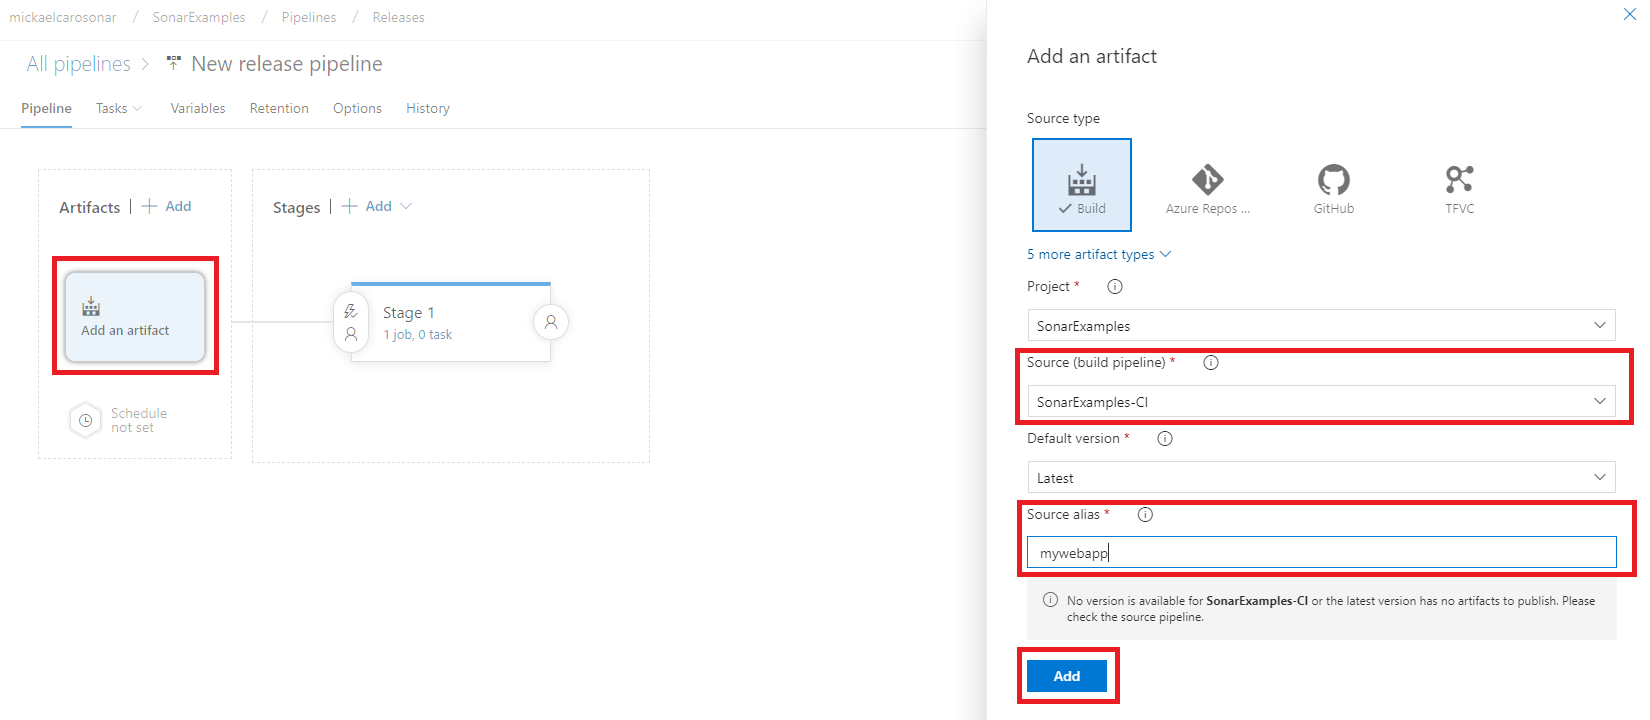 mickaelcarosonar / SonarExamples / Pipelines / Releases
All pipelines > New release pipeline
Pipeline Tasks Variables Retention Options History
Artifacts | + Add
Add an artifact
Schedule
not set
Stages | + Add
Stage 1
1 job, 0 task
Add an artifact
Source type
Build
Azure Repos ...
GitHub
TFVC
5 more artifact types
Project *
SonarExamples
Source (build pipeline) *
SonarExamples-CI
Default version *
Latest
Source alias *
mywebapp
No version is available for SonarExamples-CI or the latest version has no artifacts to publish. Please
check the source pipeline.
Add